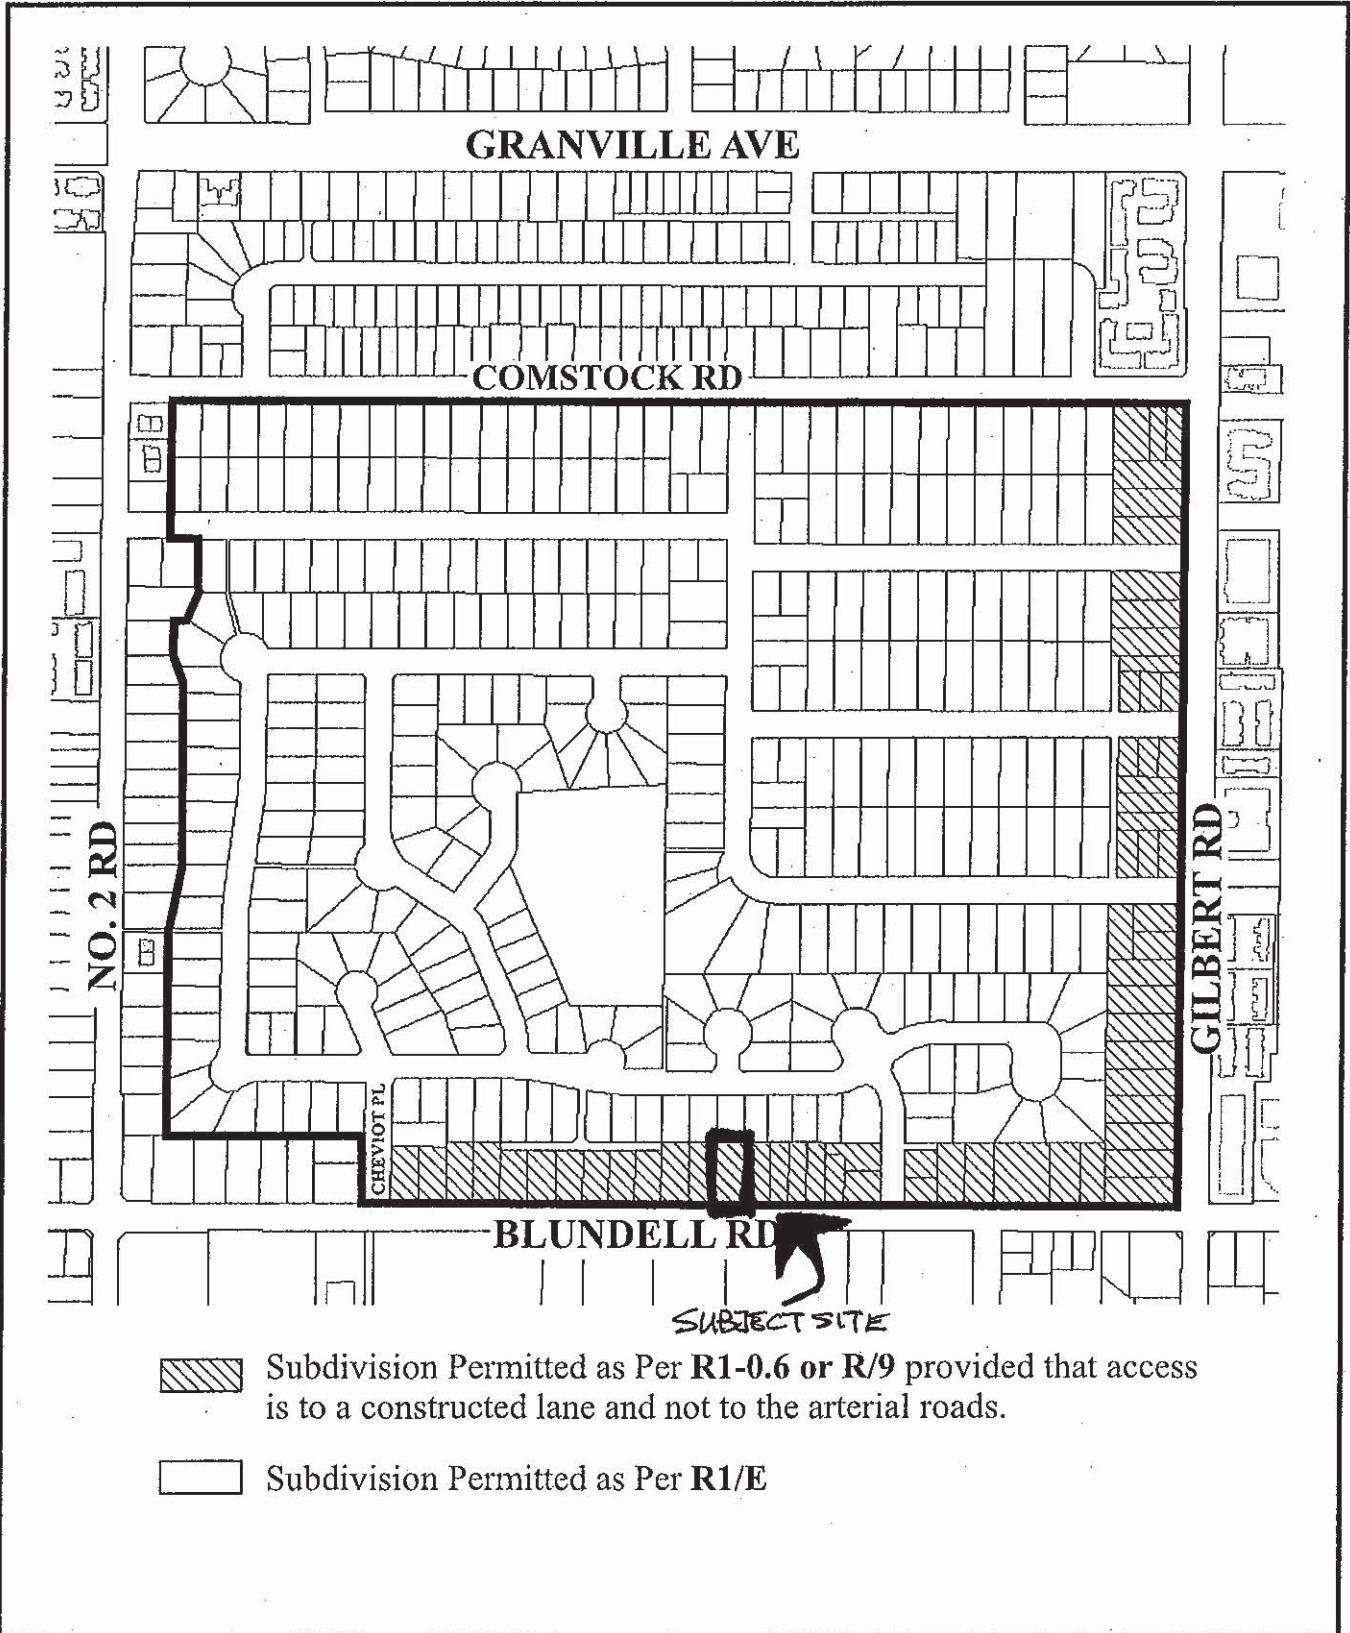 GRANVILLE AVE
COMSTOCK RD
NO. 2 RD
GILBERT RD
CHEVIOT PL
BLUNDELL RD
SUBJECT SITE
Subdivision Permitted as Per R1-0.6 or R/9 provided that access
is to a constructed lane and not to the arterial roads.
Subdivision Permitted as Per R1/E